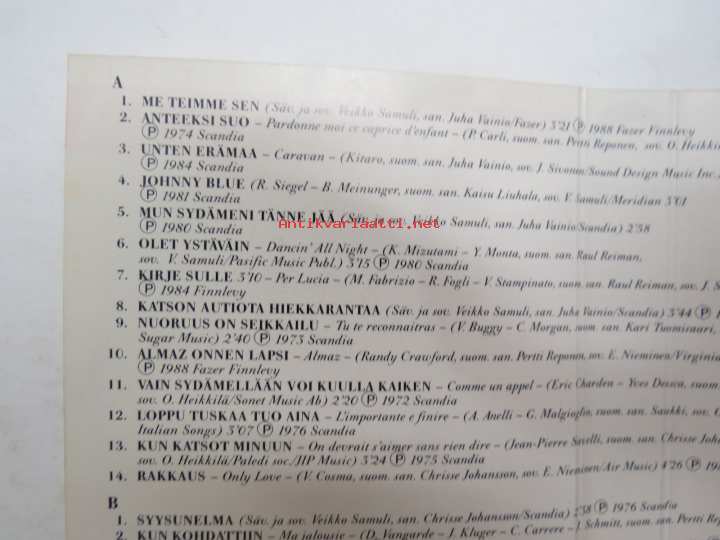 A
1. ME TEIMME SEN (Säv. ja sov. Veikko Samuli, san. Juha Vainio/Fazer) 3'21 Ⓟ 1988 Fazer Finnlevy
2. ANTEEKSI SUO – Pardonne moi ce caprice d'enfant – (P. Carli, suom. san. Pertti Reponen, sov. O. Heikkil
Ⓟ 1974 Scandia
3. UNTEN ERÄMAA – Caravan – (Kitaro, suom. san. Juha Vainio, sov. J. Sivonen/Sound Design Music Inc.
Ⓟ 1984 Scandia
4. JOHNNY BLUE (R. Siegel – B. Meinunger, suom. san. Kaisu Liuhala, sov. V. Samuli/Meridian) 3'01
Ⓟ 1981 Scandia
5. MUN SYDÄMENI TÄNNE JÄÄ (Säv. ja sov. Veikko Samuli, san. Juha Vainio/Scandia) 2'58
Ⓟ 1980 Scandia
Antikvariaatti.net
6. OLET YSTÄVÄIN – Dancin' All Night – (K. Mizutami – Y. Monta, suom. san. Raul Reiman,
sov. V. Samuli/Pasific Music Publ.) 3'15 Ⓟ 1980 Scandia
7. KIRJE SULLE 3'10 – Per Lucia – (M. Fabrizio – R. Fogli – V. Stampinato, suom. san. Raul Reiman, sov. J. S
Ⓟ 1984 Finnlevy
8. KATSON AUTIOTA HIEKKARANTAA (Säv. ja sov. Veikko Samuli, san. Juha Vainio/Scandia) 3'44 Ⓟ
9. NUORUUS ON SEIKKAILU – Tu te reconnaitras – (V. Buggy – C. Morgan, suom. san. Kari Tuomisaari,
Sugar Music) 2'40 Ⓟ 1973 Scandia
10. ALMAZ ONNEN LAPSI – Almaz – (Randy Crawford, suom. san. Pertti Reponen, sov. E. Nieminen/Virginia
Ⓟ 1988 Fazer Finnlevy
11. VAIN SYDÄMELLÄÄN VOI KUULLA KAIKEN – Comme un appel – (Eric Charden – Yves Dessca, suom. san.
sov. O. Heikkilä/Sonet Music Ab) 2'20 Ⓟ 1972 Scandia
12. LOPPU TUSKAA TUO AINA – L'importante e finire – (A. Anelli – G. Malgioglio, suom. san. Saukki, sov. O
Italian Songs) 3'07 Ⓟ 1976 Scandia
13. KUN KATSOT MINUUN – On devrait s'aimer sans rien dire – (Jean-Pierre Savelli, suom. san. Chrisse Johan
sov. O. Heikkilä/Paledi soc./JIP Music) 3'24 Ⓟ 1975 Scandia
14. RAKKAUS – Only Love – (V. Cosma, suom. san. Chrisse Johansson, sov. E. Nieminen/Air Music) 4'26 Ⓟ 19
B
1. SYYSUNELMA (Säv. ja sov. Veikko Samuli, san. Chrisse Johansson/Scandia) 2'38 Ⓟ 1976 Scandia
2. KUN KOHDATTIIN – Ma jalousie – (D. Vangarde – J. Kluger – C. Carrere – J. Schmitt, suom. san. Pertti Rep